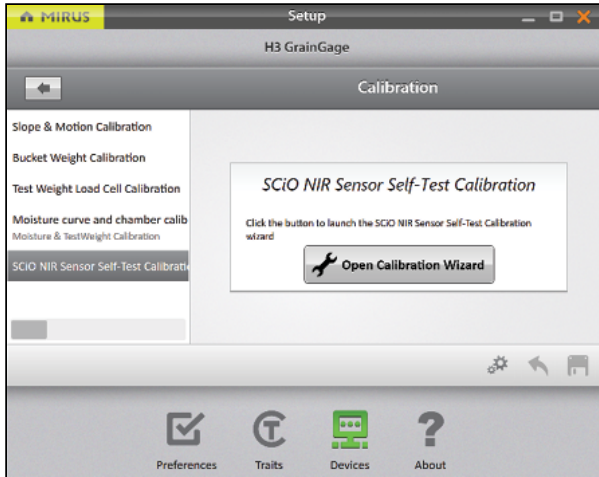 MIRUS
Setup
H3 GrainGage
Calibration
Slope & Motion Calibration
Bucket Weight Calibration
Test Weight Load Cell Calibration
Moisture curve and chamber calib
Moisture & TestWeight Calibration
SCiO NIR Sensor Self-Test Calibrati
SCiO NIR Sensor Self-Test Calibration
Click the button to launch the SCiO NIR Sensor Self-Test Calibration
wizard
Open Calibration Wizard
Preferences
Traits
Devices
About